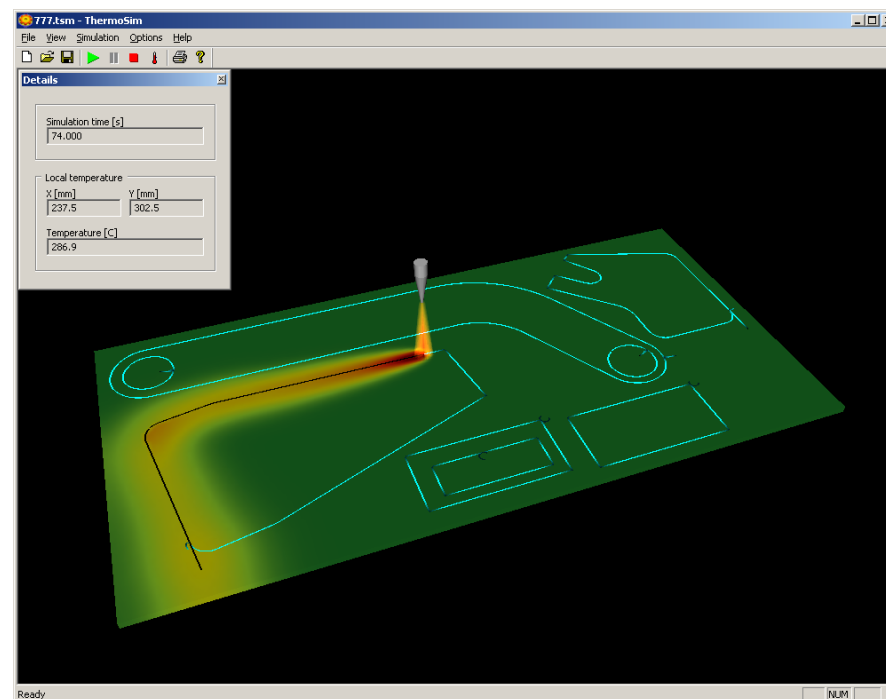 777.tsm - ThermoSim
File View Simulation Options Help
Details
Simulation time [s]
74.000
Local temperature
X [mm] Y [mm]
237.5 302.5
Temperature [C]
286.9
Ready NUM